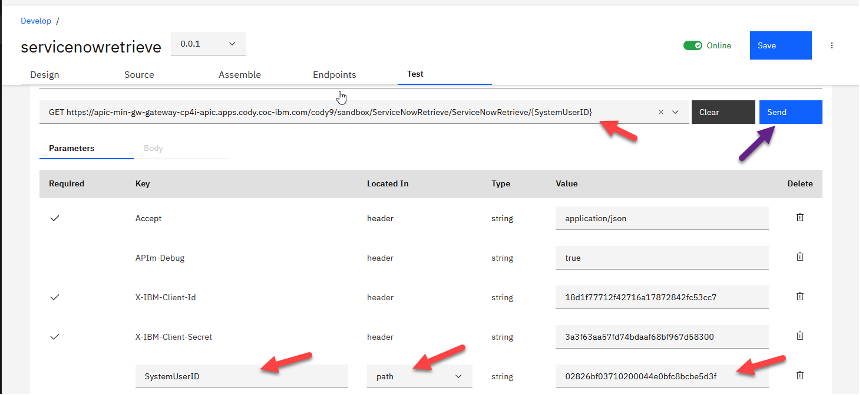 Develop /
servicenowretrieve 0.0.1 Online Save
Design Source Assemble Endpoints Test
GET https://apic-min-gw-gateway-cp4i-apic.apps.cody.coc-ibm.com/cody9/sandbox/ServiceNowRetrieve/ServiceNowRetrieve/{SystemUserID} Clear Send
Parameters Body
Required Key Located In Type Value Delete
Accept header string application/json
APIm-Debug header string true
X-IBM-Client-Id header string 18d1f77712f42716a17872842fc53cc7
X-IBM-Client-Secret header string 3a3f63aa57fd74bdaaf68bf967d58300
SystemUserID path string 02826bf03710200044e0bfc8bcbe5d3f